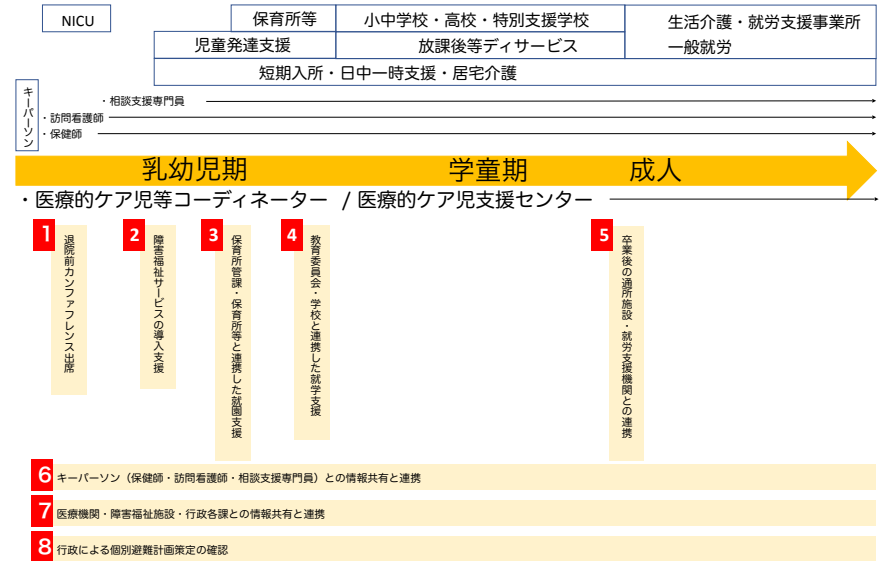 NICU
保育所等
小中学校・高校・特別支援学校
生活介護・就労支援事業所
一般就労
児童発達支援
放課後等ディサービス
短期入所・日中一時支援・居宅介護
キーパーソン
・相談支援専門員
・訪問看護師
・保健師
乳幼児期
学童期
成人
・医療的ケア児等コーディネーター / 医療的ケア児支援センター
1
退院前カンファフレンス出席
2
障害福祉サービスの導入支援
3
保育所管課・保育所等と連携した就園支援
4
教育委員会・学校と連携した就学支援
5
卒業後の通所施設・就労支援機関との連携
6
キーパーソン（保健師・訪問看護師・相談支援専門員）との情報共有と連携
7
医療機関・障害福祉施設・行政各課との情報共有と連携
8
行政による個別避難計画策定の確認